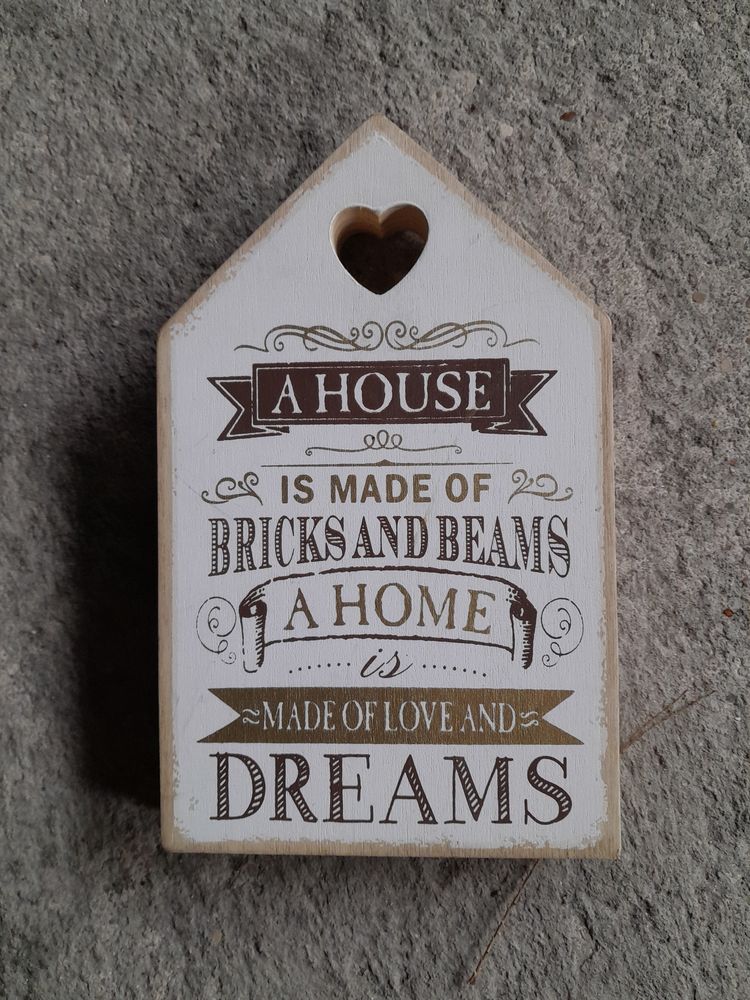 A HOUSE
IS MADE OF
BRICKS AND BEAMS
A HOME
is
MADE OF LOVE AND
DREAMS